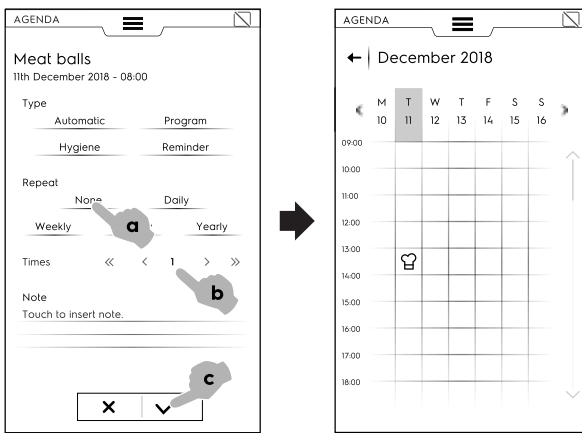 AGENDA
Meat balls
11th December 2018 - 08:00
Type
Automatic Program
Hygiene Reminder
Repeat
None Daily
Weekly Yearly
a
Times « < 1 > »
b
Note
Touch to insert note.
c
AGENDA
December 2018
M T W T F S S
10 11 12 13 14 15 16
09:00
10:00
11:00
12:00
13:00
14:00
15:00
16:00
17:00
18:00